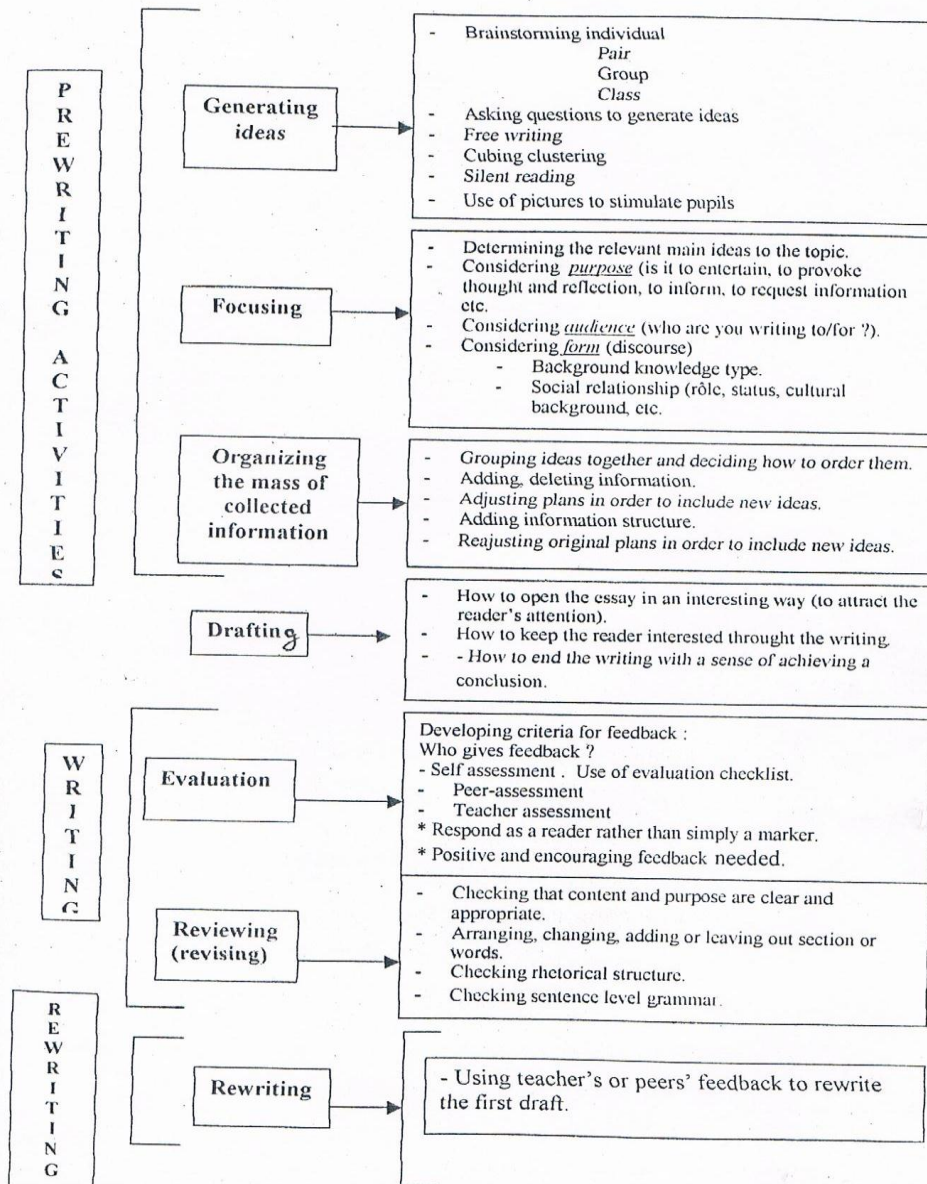 PREWRITING ACTIVITIES
Generating
ideas
- Brainstorming individual
Pair
Group
Class
- Asking questions to generate ideas
- Free writing
- Cubing clustering
- Silent reading
- Use of pictures to stimulate pupils
Focusing
- Determining the relevant main ideas to the topic.
- Considering purpose (is it to entertain, to provoke
thought and reflection, to inform, to request information
etc.
- Considering audience (who are you writing to/for ?).
- Considering form (discourse)
- Background knowledge type.
- Social relationship (rôle, status, cultural
background, etc.
Organizing
the mass of
collected
information
- Grouping ideas together and deciding how to order them.
- Adding, deleting information.
- Adjusting plans in order to include new ideas.
- Adding information structure.
- Reajusting original plans in order to include new ideas.
Drafting
- How to open the essay in an interesting way (to attract the
reader's attention).
- How to keep the reader interested throught the writing.
- - How to end the writing with a sense of achieving a
conclusion.
WRITING
Evaluation
Developing criteria for feedback :
Who gives feedback ?
- Self assessment . Use of evaluation checklist.
- Peer-assessment
- Teacher assessment
* Respond as a reader rather than simply a marker.
* Positive and encouraging feedback needed.
Reviewing
(revising)
- Checking that content and purpose are clear and
appropriate.
- Arranging, changing, adding or leaving out section or
words.
- Checking rhetorical structure.
- Checking sentence level grammar.
REWRITING
Rewriting
- Using teacher's or peers' feedback to rewrite
the first draft.